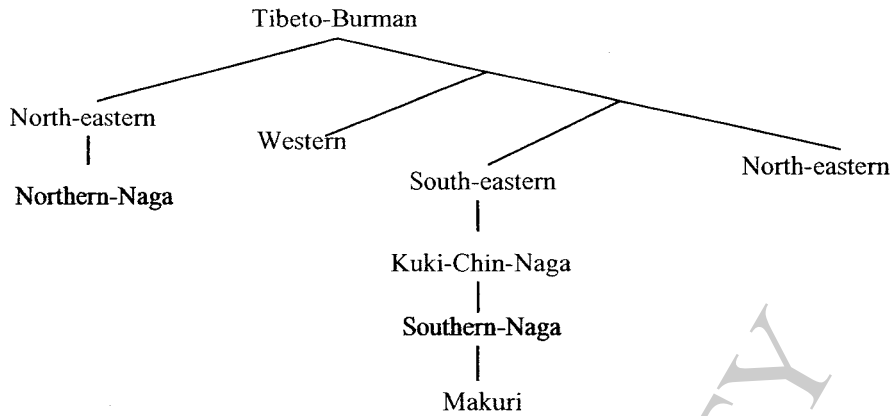 Tibeto-Burman
North-eastern
Western
South-eastern
North-eastern
Northern-Naga
Kuki-Chin-Naga
Southern-Naga
Makuri